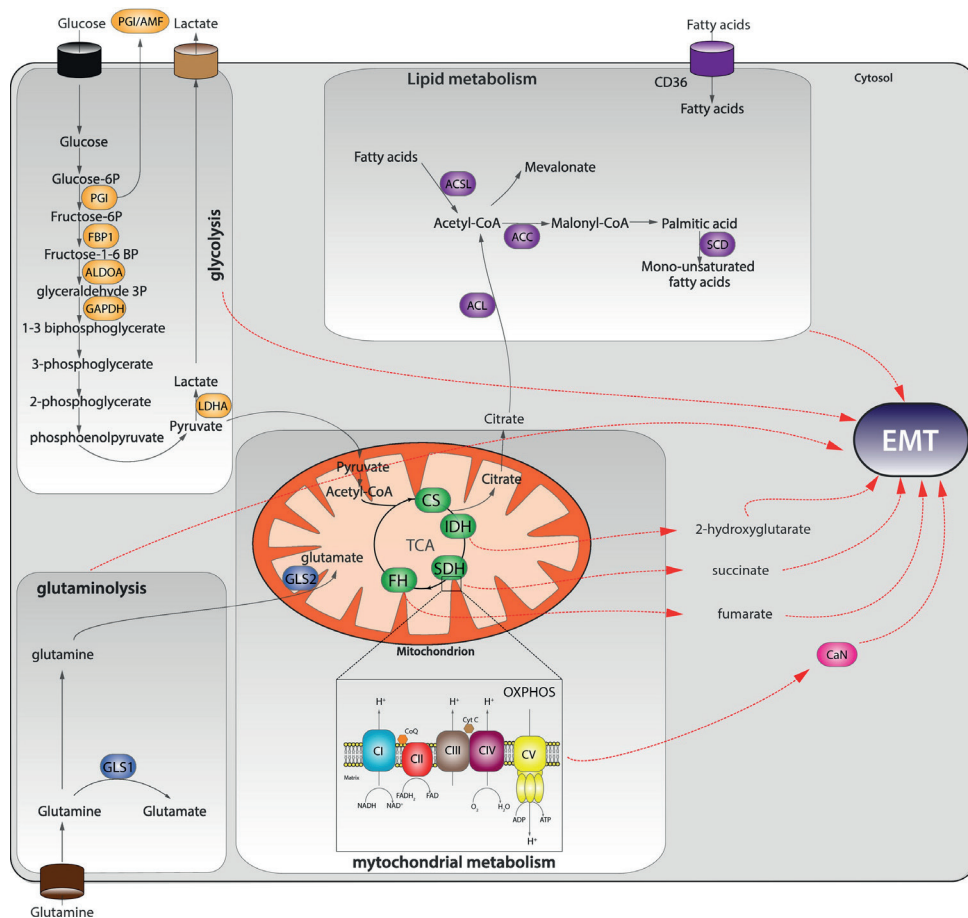 Glucose
PGI/AMF
Lactate
Fatty acids
Lipid metabolism
CD36
Cytosol
Fatty acids
Glucose
Glucose-6P
PGI
Fructose-6P
FBP1
Fructose-1-6 BP
ALDOA
glyceraldehyde 3P
GAPDH
1-3 biphosphoglycerate
3-phosphoglycerate
2-phosphoglycerate
phosphoenolpyruvate
Lactate
LDHA
Pyruvate
glycolysis
Fatty acids
Mevalonate
ACSL
Acetyl-CoA
ACC
Malonyl-CoA
Palmitic acid
SCD
Mono-unsaturated
fatty acids
ACL
Citrate
EMT
Pyruvate
Acetyl-CoA
Citrate
CS
IDH
TCA
SDH
FH
glutamate
GLS2
Mitochondrion
2-hydroxyglutarate
succinate
fumarate
CaN
glutaminolysis
glutamine
GLS1
Glutamine
Glutamate
Glutamine
OXPHOS
H⁺
H⁺
H⁺
Cyt C
CoQ
CI
CII
CIII
CIV
CV
Matrix
NADH
NAD⁺
FADH₂
FAD
O₂
H₂O
ADP
ATP
H⁺
mytochondrial metabolism